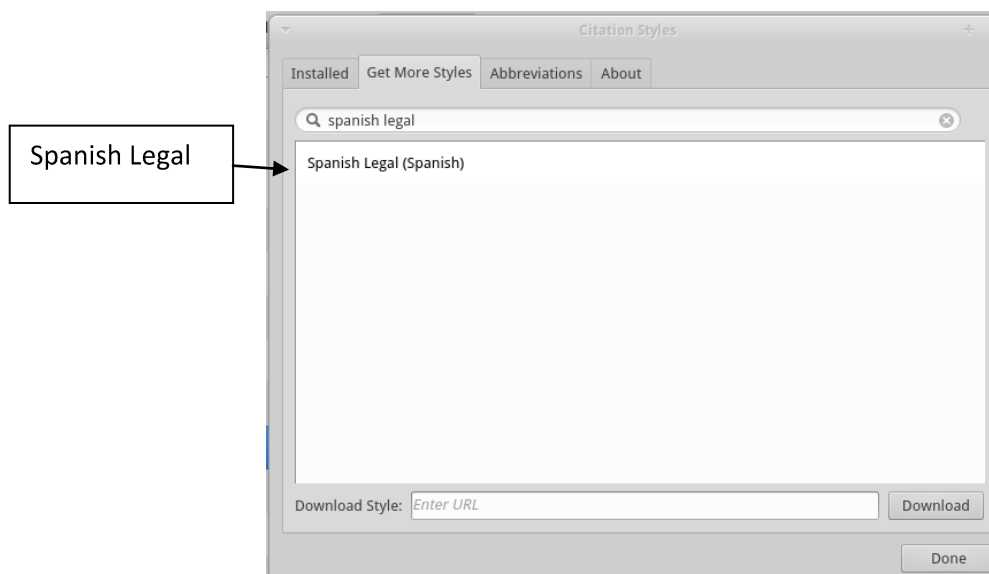 Citation Styles
Installed Get More Styles Abbreviations About
spanish legal
Spanish Legal
Spanish Legal (Spanish)
Download Style: Enter URL Download
Done